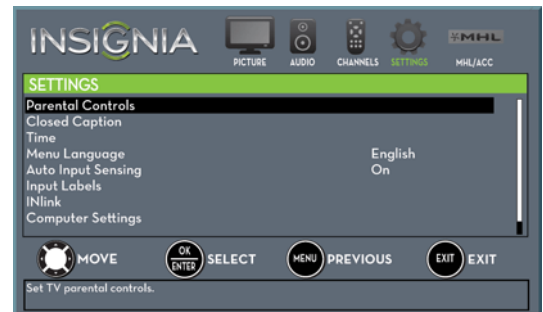 INSIGNIA
PICTURE AUDIO CHANNELS SETTINGS MHL/ACC
MHL
SETTINGS
Parental Controls
Closed Caption
Time
Menu Language English
Auto Input Sensing On
Input Labels
INlink
Computer Settings
MOVE OK ENTER SELECT MENU PREVIOUS EXIT EXIT
Set TV parental controls.